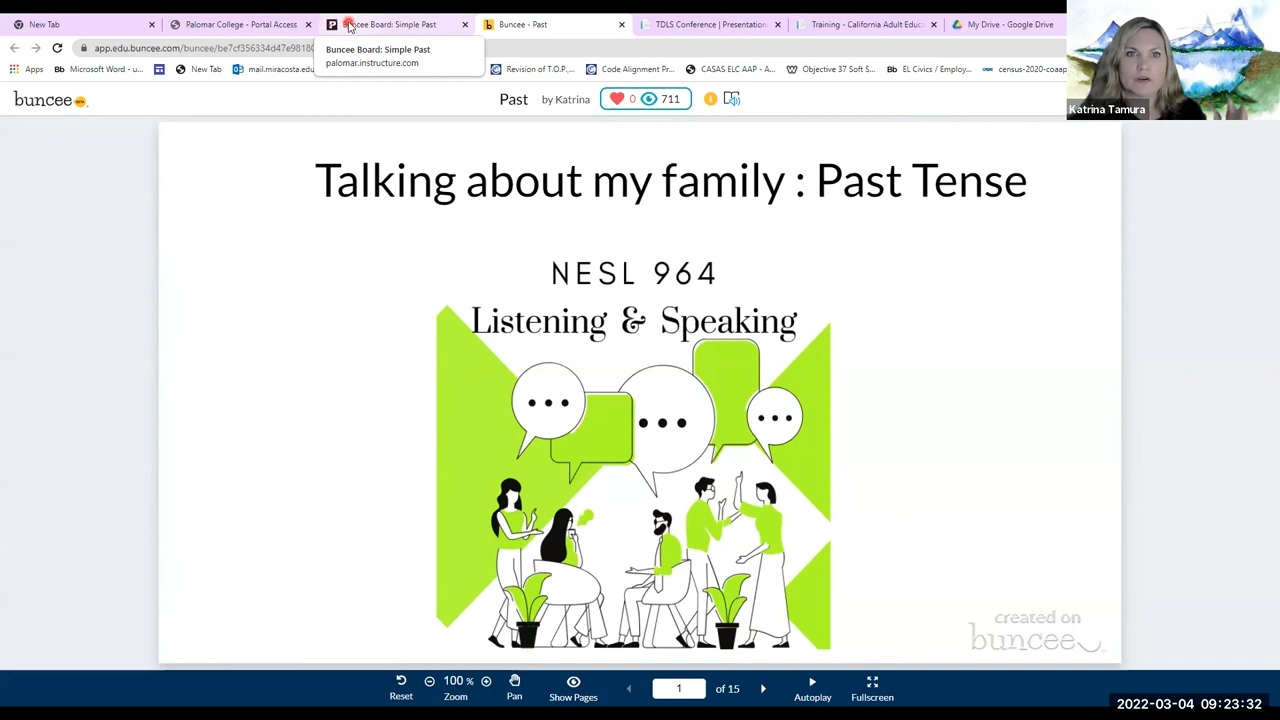 New Tab
Palomar College - Portal Access
Buncee Board: Simple Past
Buncee - Past
TDLS Conference | Presentation
Training - California Adult Educ
My Drive - Google Drive
app.edu.buncee.com/buncee/be7cf356334d47e9818
Buncee Board: Simple Past
palomar.instructure.com
Apps
Microsoft Word - u...
New Tab
mail.miracosta.edu
Revision of T.O.P....
Code Alignment Pr...
CASAS ELC AAP - A...
Objective 37 Soft S...
EL Civics / Employ...
census-2020-coaap
Katrina Tamura
buncee
Past by Katrina 0 711
Talking about my family : Past Tense
NESL 964
Listening & Speaking
created on
buncee
Reset
100 %
Zoom
Pan
Show Pages
1 of 15
Autoplay
Fullscreen
2022-03-04 09:23:32